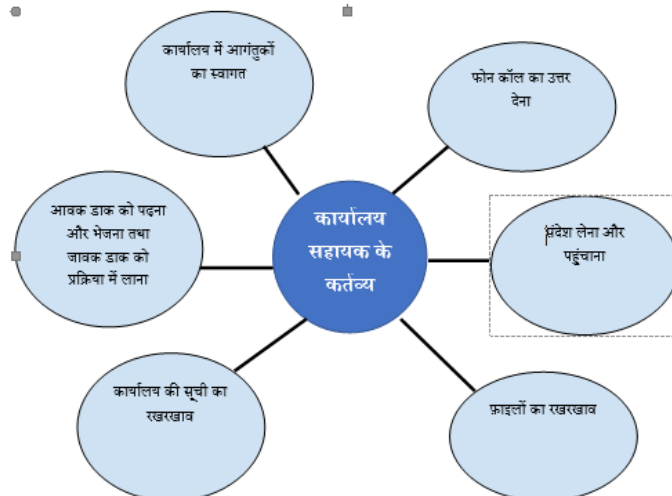 कार्यालय में आगंतुकों
का स्वागत
फोन कॉल का उत्तर
देना
आवक डाक को पढ़ना
और भेजना तथा
जावक डाक को
प्रक्रिया में लाना
कार्यालय
सहायक के
कर्तव्य
संदेश लेना और
पहुंचाना
कार्यालय की सूची का
रखरखाव
फ़ाइलों का रखरखाव